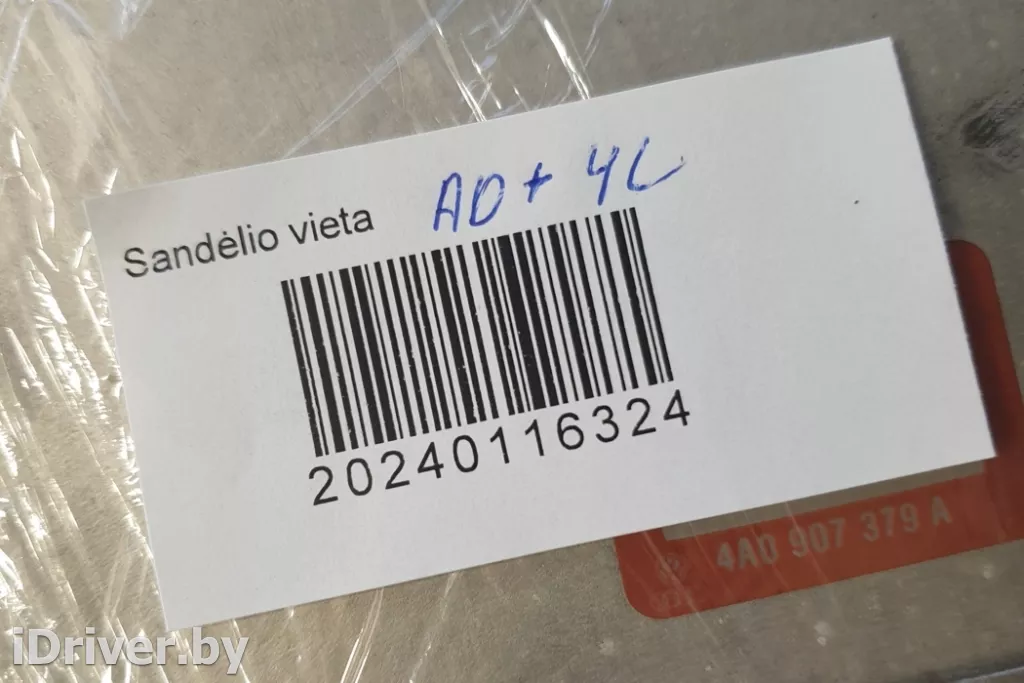 AD + 4L
Sandėlio vieta
20240116324
4A0 907 379 A
iDriver.by